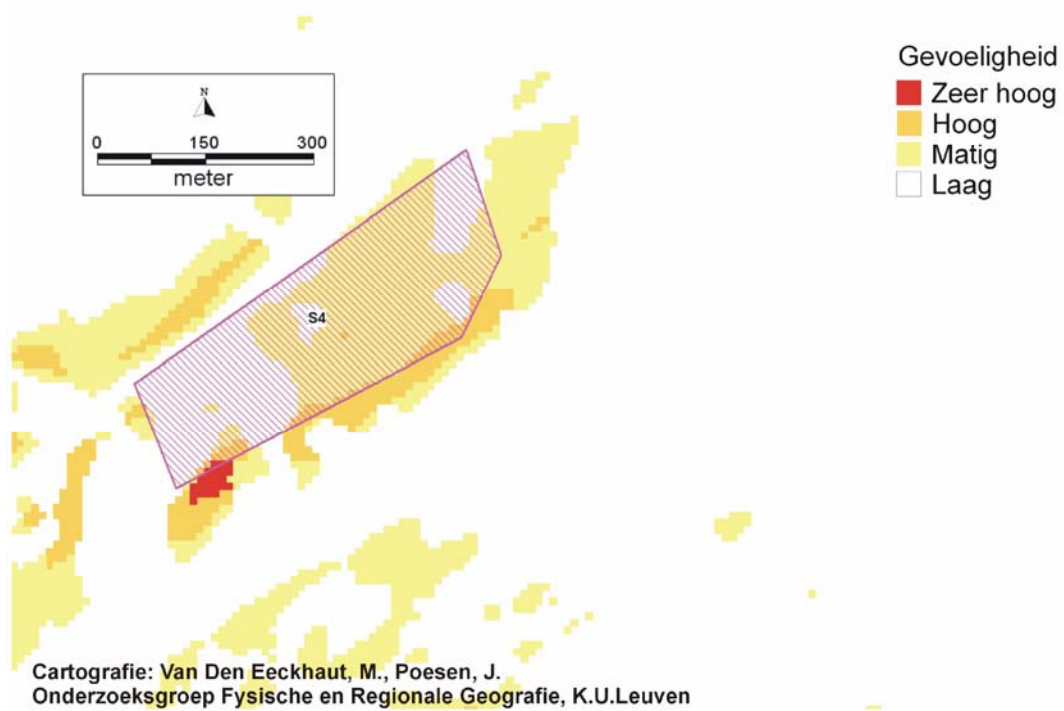 N
0 150 300
meter
Gevoeligheid
Zeer hoog
Hoog
Matig
Laag
S4
Cartografie: Van Den Eeckhaut, M., Poesen, J.
Onderzoeksgroep Fysische en Regionale Geografie, K.U.Leuven